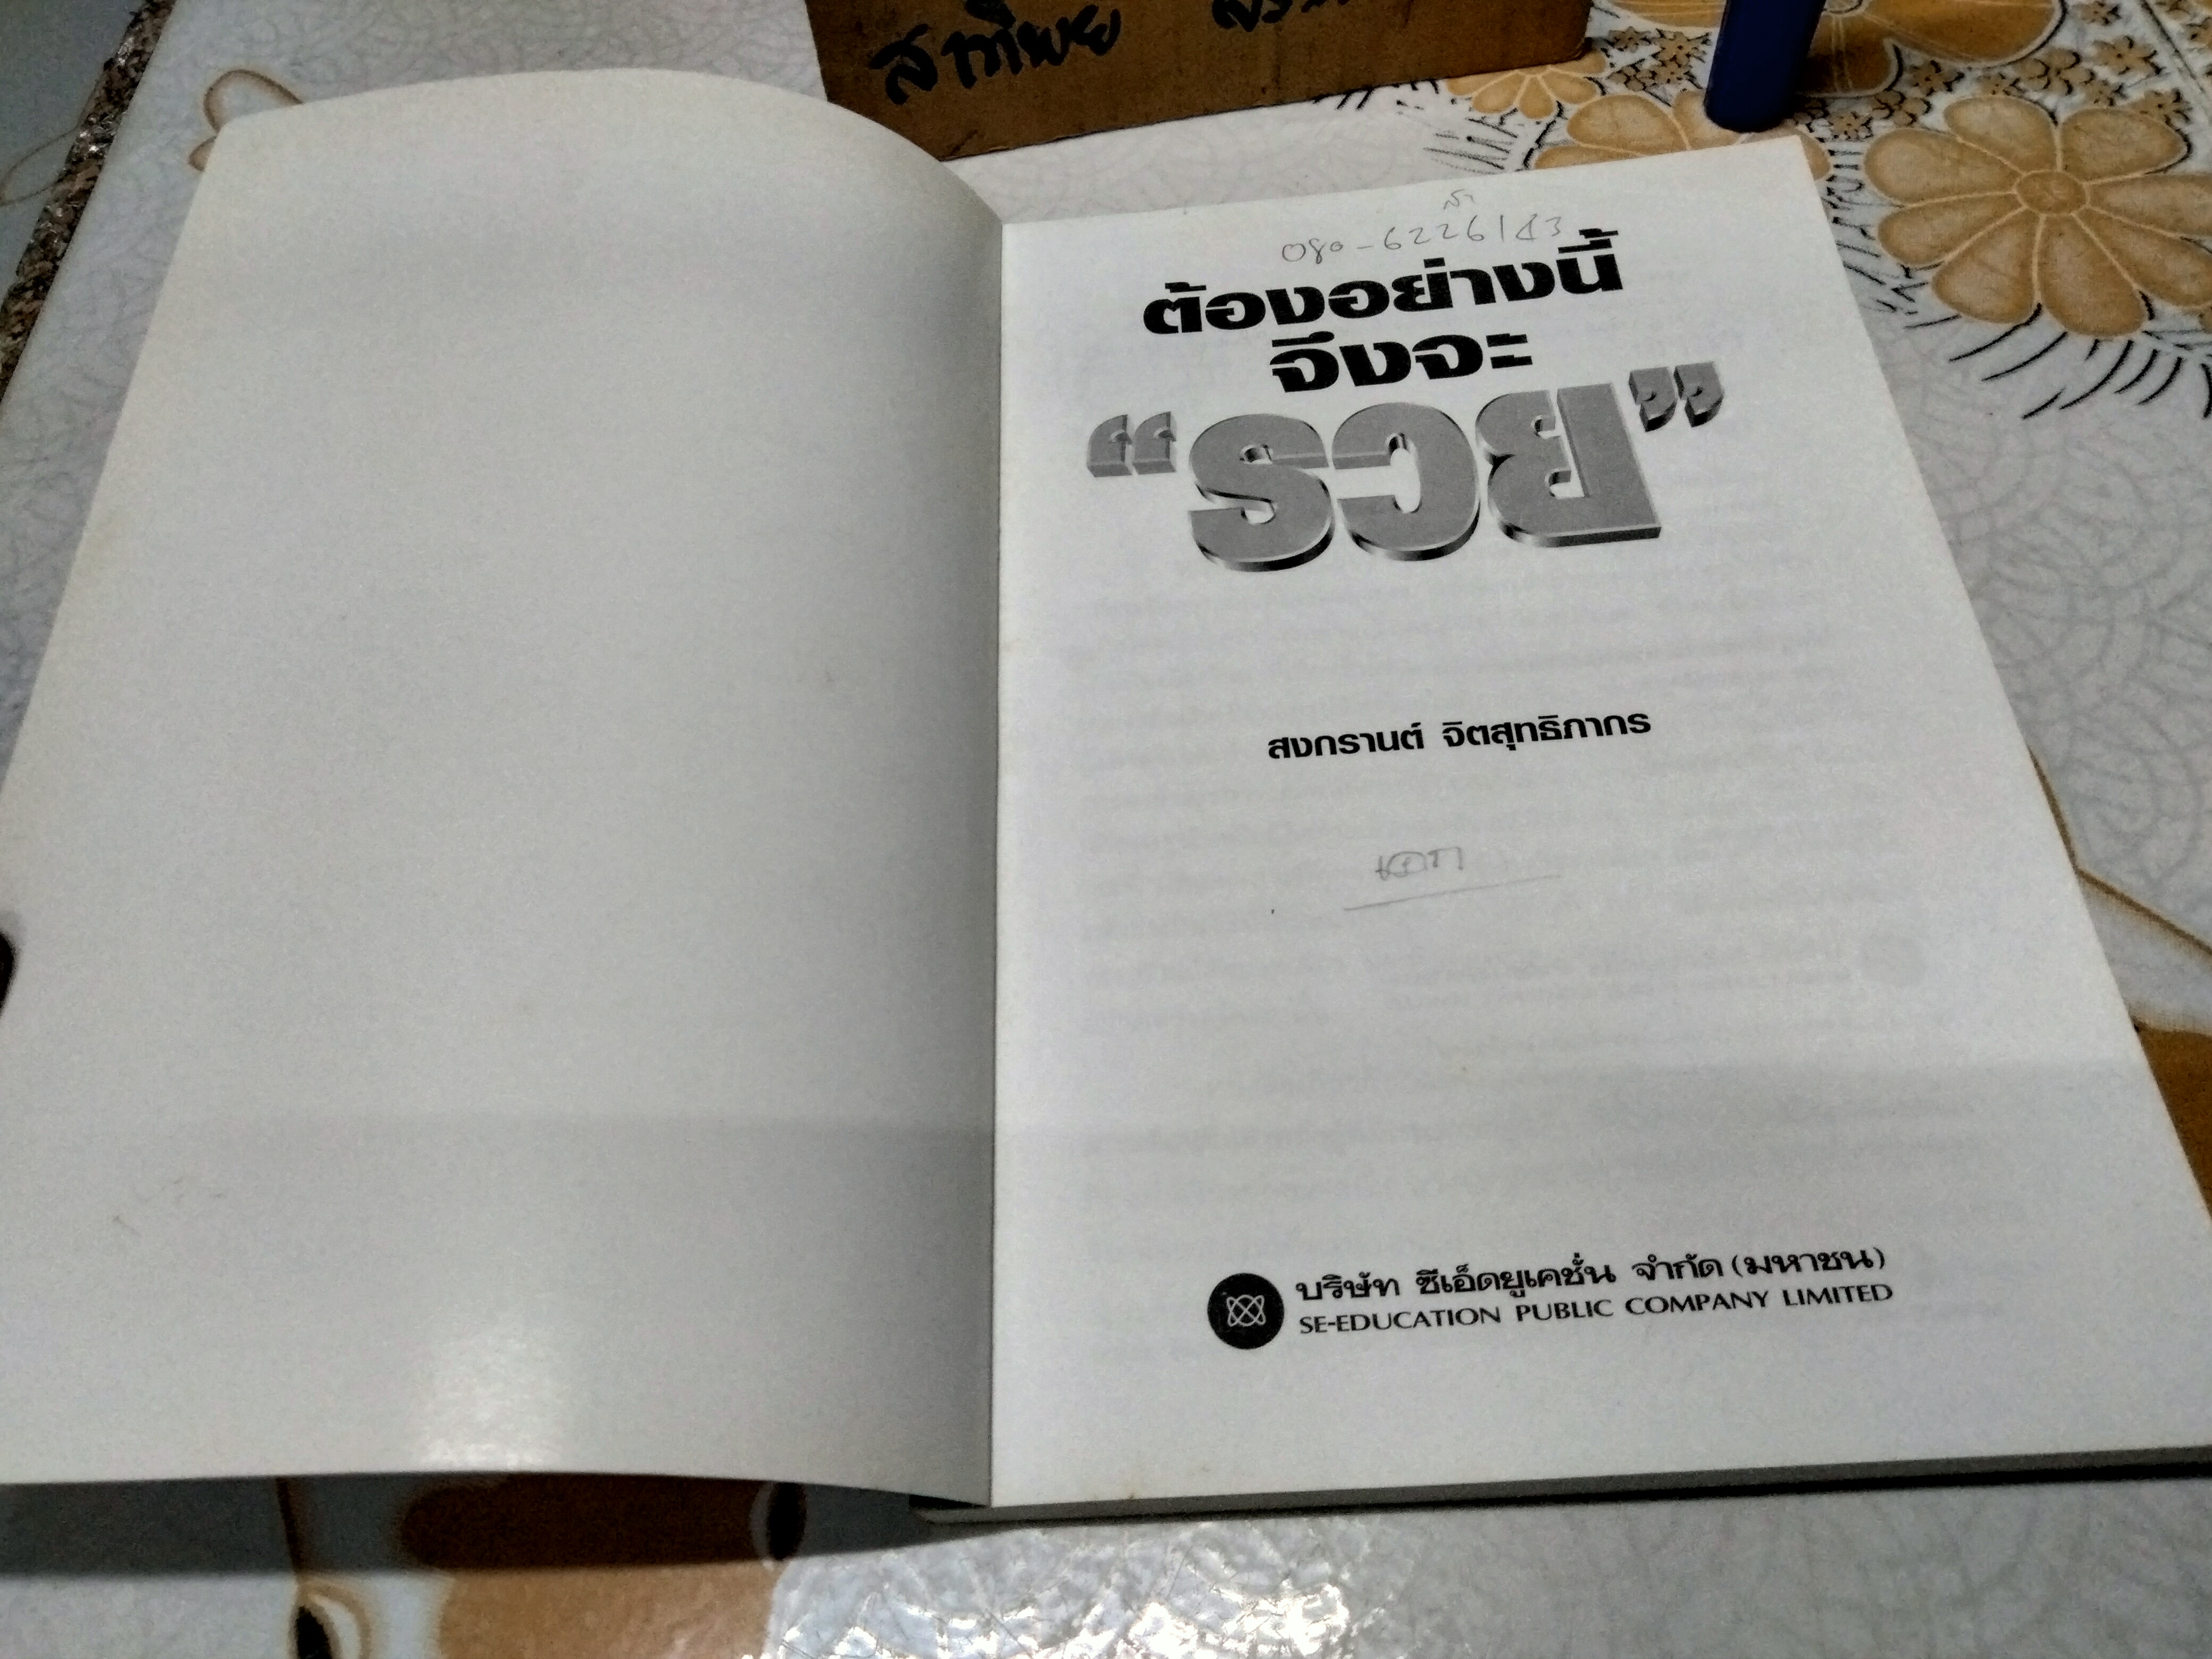 080-6226143
ต้องอย่างนี้
จึงจะ
“รวย”
สงกรานต์ จิตสุทธิภากร
บริษัท ซีเอ็ดยูเคชั่น จำกัด (มหาชน)
SE-EDUCATION PUBLIC COMPANY LIMITED